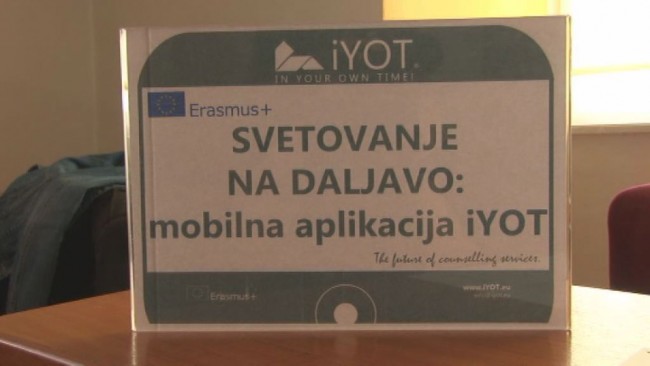 iYOT
IN YOUR OWN TIME!
Erasmus+
SVETOVANJE
NA DALJAVO:
mobilna aplikacija iYOT
The future of counselling services.
Erasmus+
www.iYOT.eu